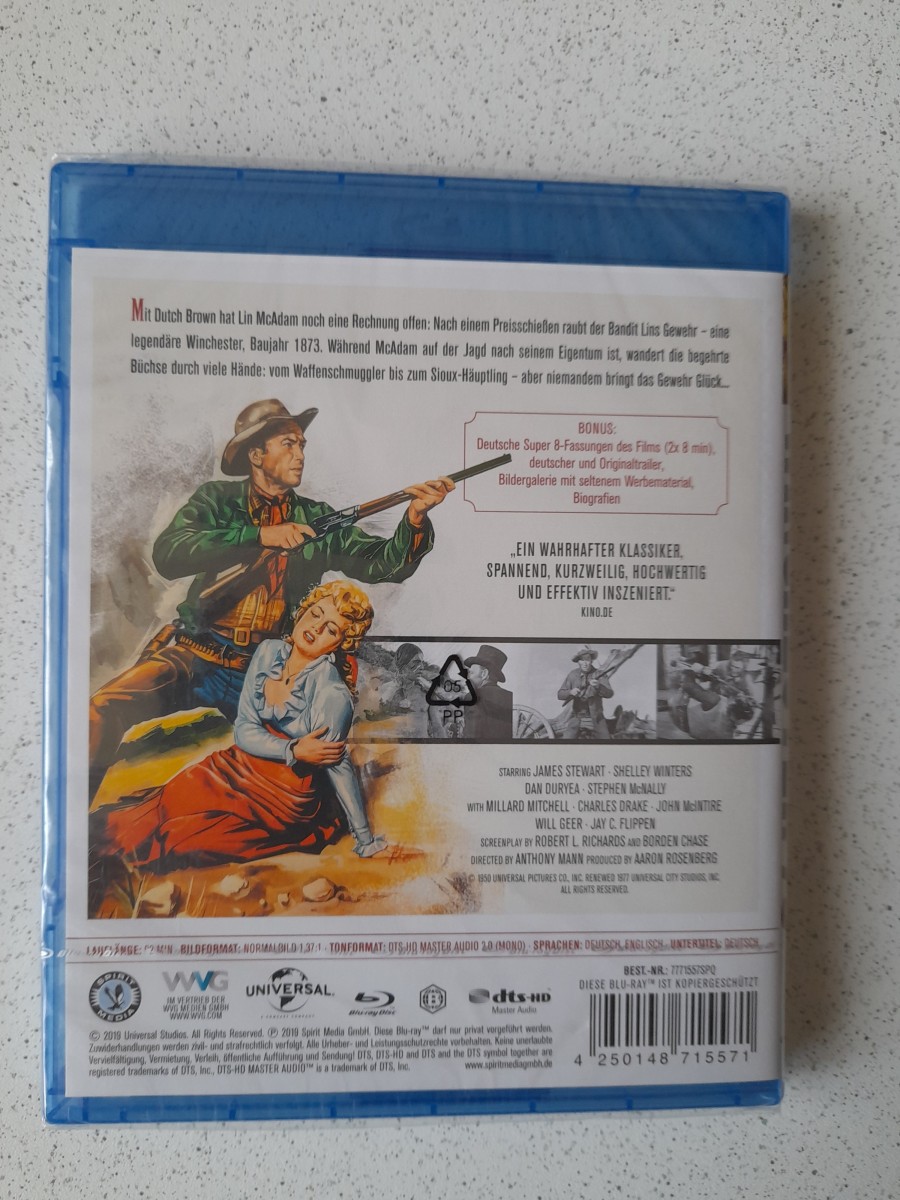 Mit Dutch Brown hat Lin McAdam noch eine Rechnung offen: Nach einem Preisschießen raubt der Bandit Lins Gewehr – eine
legendäre Winchester, Baujahr 1873. Während McAdam auf der Jagd nach seinem Eigentum ist, wandert die begehrte
Büchse durch viele Hände: vom Waffenschmuggler bis zum Sioux-Häuptling – aber niemandem bringt das Gewehr Glück...
BONUS:
Deutsche Super 8-Fassungen des Films (2x 8 min),
deutscher und Originaltrailer,
Bildergalerie mit seltenem Werbematerial,
Biografien
„EIN WAHRHAFTER KLASSIKER,
SPANNEND, KURZWEILIG, HOCHWERTIG
UND EFFEKTIV INSZENIERT.“
KINO.DE
05
PP
STARRING JAMES STEWART · SHELLEY WINTERS
DAN DURYEA · STEPHEN McNALLY
WITH MILLARD MITCHELL · CHARLES DRAKE · JOHN McINTIRE
WILL GEER · JAY C. FLIPPEN
SCREENPLAY BY ROBERT L. RICHARDS AND BORDEN CHASE
DIRECTED BY ANTHONY MANN PRODUCED BY AARON ROSENBERG
© 1950 UNIVERSAL PICTURES CO., INC. RENEWED 1977 UNIVERSAL CITY STUDIOS, INC.
ALL RIGHTS RESERVED.
LAUFLÄNGE: MIN · BILDFORMAT: NORMALBILD 1,37:1 · TONFORMAT: DTS-HD MASTER AUDIO 2.0 (MONO) · SPRACHEN: DEUTSCH, ENGLISCH · UNTERTITEL: DEUTSCH
BEST.-NR.: 7771557SPQ
DIESE BLU-RAY™ IST KOPIERGESCHÜTZT
SPIRIT MEDIA
WVG
IM VERTRIEB DER
WVG MEDIEN GMBH
WWW.WVG.COM
UNIVERSAL
A COMCAST COMPANY
Blu-ray Disc
B
dts-HD
Master Audio
© 2019 Universal Studios. All Rights Reserved. ℗ 2019 Spirit Media GmbH. Diese Blu-ray™ darf nur privat vorgeführt werden.
Zuwiderhandlungen werden zivil- und strafrechtlich verfolgt. Alle Urheber- und Leistungsschutzrechte vorbehalten. Keine unerlaubte
Vervielfältigung, Vermietung, Verleih, öffentliche Aufführung und Sendung! DTS, DTS-HD and DTS and the DTS symbol together are
registered trademarks of DTS, Inc., DTS-HD MASTER AUDIO™ is a trademark of DTS, Inc.
www.spiritmediagmbh.de
4 250148 715571